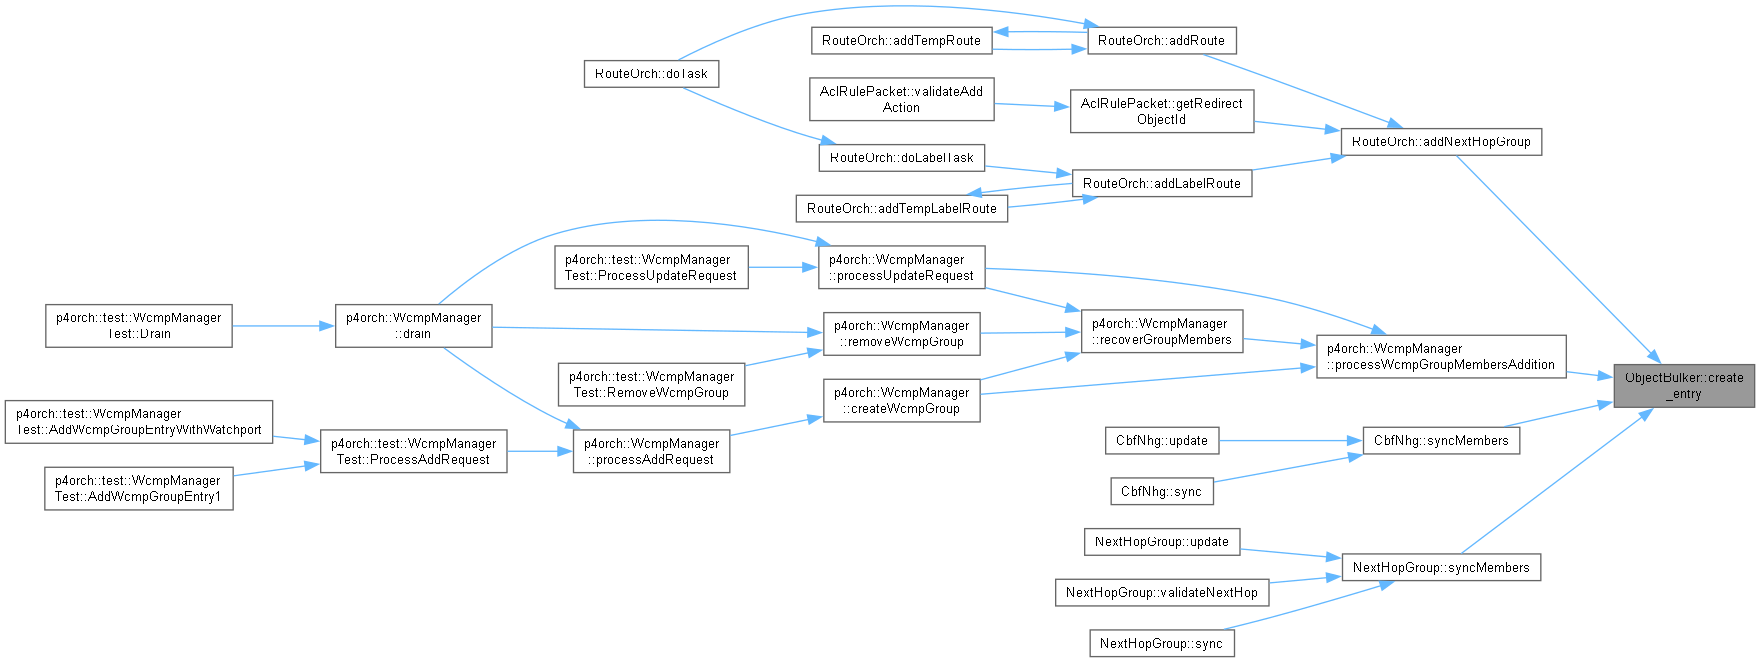 RouteOrch::addTempRoute
RouteOrch::addRoute
RouteOrch::doTask
AclRulePacket::validateAdd
Action
AclRulePacket::getRedirect
ObjectId
RouteOrch::addNextHopGroup
RouteOrch::doLabelTask
RouteOrch::addLabelRoute
RouteOrch::addTempLabelRoute
p4orch::test::WcmpManager
Test::ProcessUpdateRequest
p4orch::WcmpManager
::processUpdateRequest
p4orch::test::WcmpManager
Test::Drain
p4orch::WcmpManager
::drain
p4orch::WcmpManager
::removeWcmpGroup
p4orch::WcmpManager
::recoverGroupMembers
p4orch::WcmpManager
::processWcmpGroupMembersAddition
p4orch::test::WcmpManager
Test::RemoveWcmpGroup
p4orch::WcmpManager
::createWcmpGroup
ObjectBulker::create
_entry
p4orch::test::WcmpManager
Test::AddWcmpGroupEntryWithWatchport
p4orch::test::WcmpManager
Test::ProcessAddRequest
p4orch::WcmpManager
::processAddRequest
CbfNhg::update
CbfNhg::syncMembers
p4orch::test::WcmpManager
Test::AddWcmpGroupEntry1
CbfNhg::sync
NextHopGroup::update
NextHopGroup::syncMembers
NextHopGroup::validateNextHop
NextHopGroup::sync